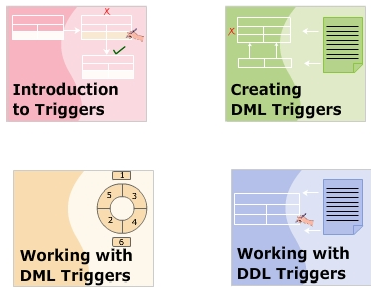 X
Introduction
to Triggers
X
Creating
DML Triggers
1
5 3
2 4
6
Working with
DML Triggers
Working with
DDL Triggers